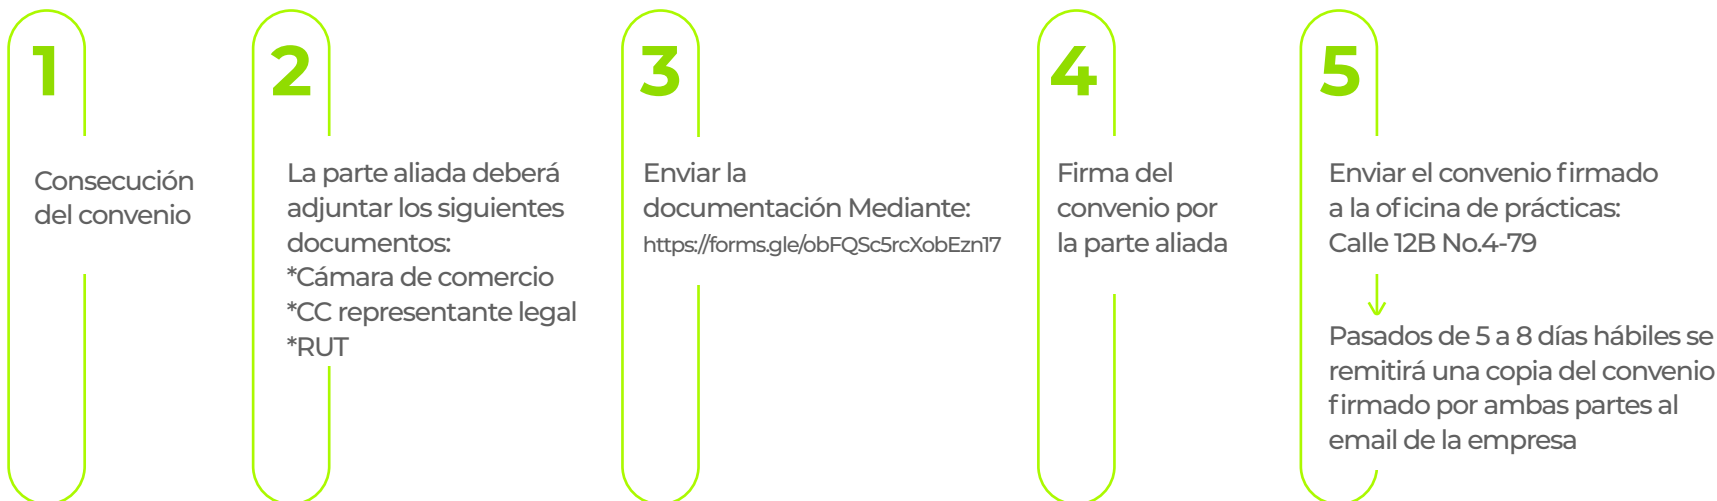 1
Consecución
del convenio
2
La parte aliada deberá
adjuntar los siguientes
documentos:
*Cámara de comercio
*CC representante legal
*RUT
3
Enviar la
documentación Mediante:
https://forms.gle/obFQSc5rcXobEzn17
4
Firma del
convenio por
la parte aliada
5
Enviar el convenio firmado
a la oficina de prácticas:
Calle 12B No.4-79
Pasados de 5 a 8 días hábiles se
remitirá una copia del convenio
firmado por ambas partes al
email de la empresa